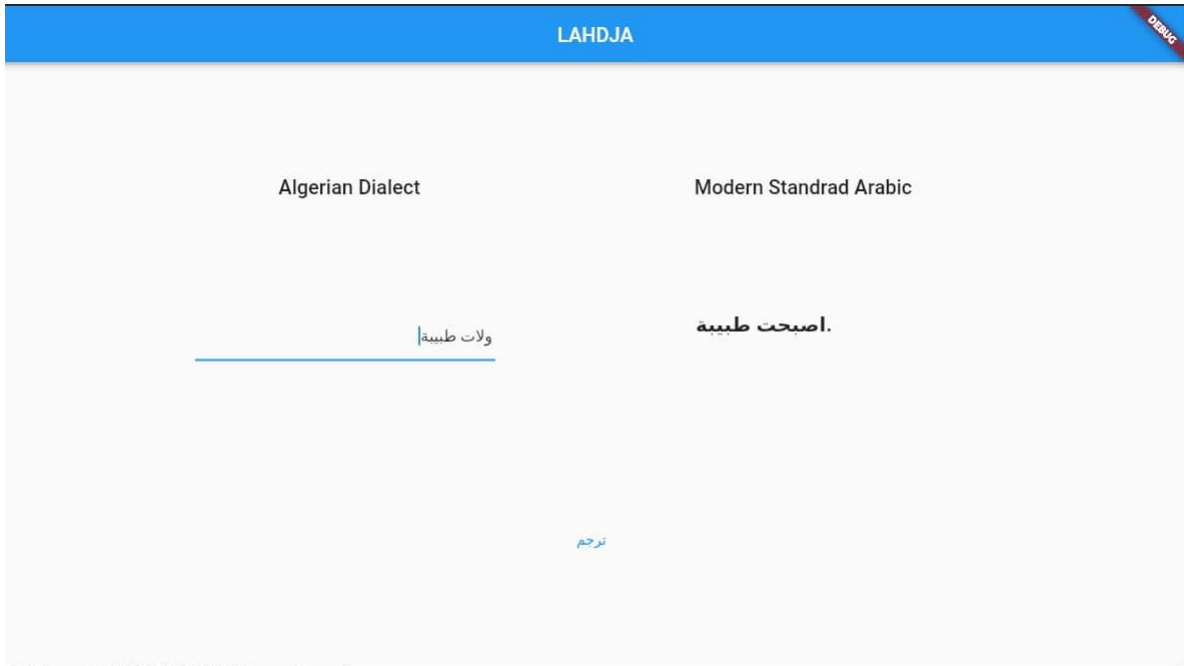 LAHDJA
DEBUG
Algerian Dialect
Modern Standrad Arabic
ولات طبيبة
اصبحت طبيبة.
ترجم